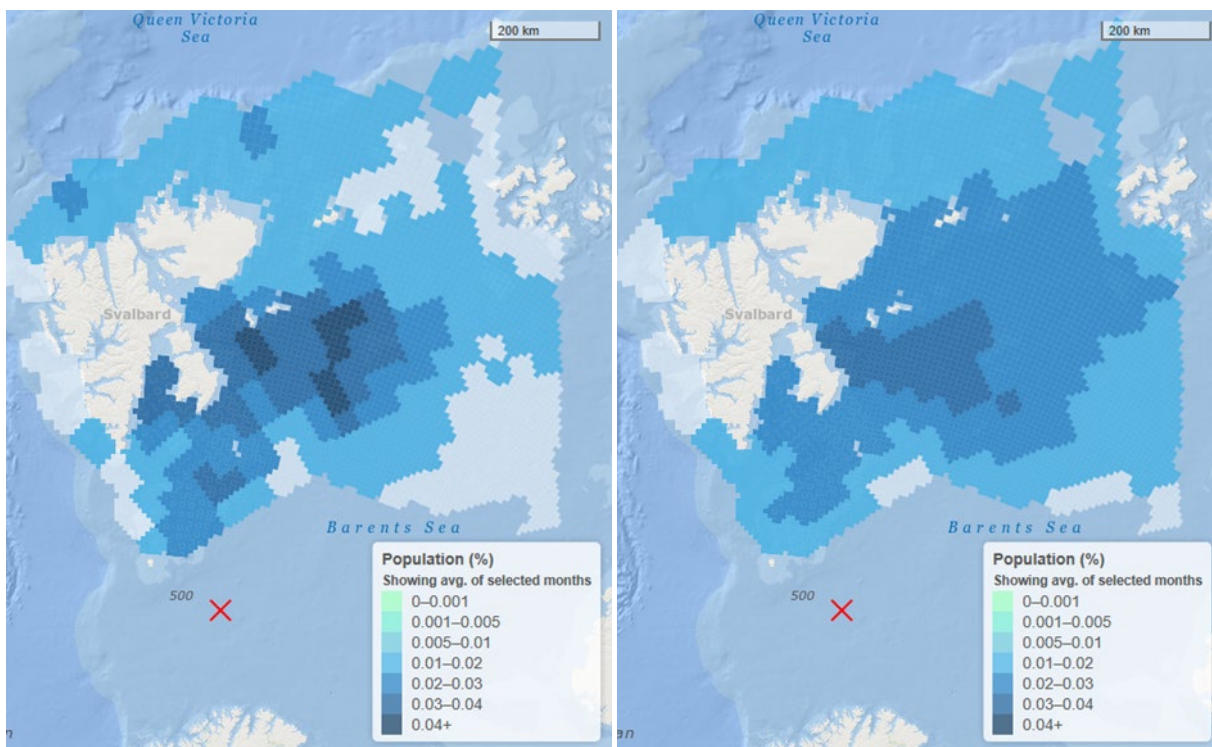 Queen Victoria
Sea
200 km
Svalbard
Barents Sea
500
Population (%)
Showing avg. of selected months
0–0.001
0.001–0.005
0.005–0.01
0.01–0.02
0.02–0.03
0.03–0.04
0.04+
Queen Victoria
Sea
200 km
Svalbard
Barents Sea
500
Population (%)
Showing avg. of selected months
0–0.001
0.001–0.005
0.005–0.01
0.01–0.02
0.02–0.03
0.03–0.04
0.04+